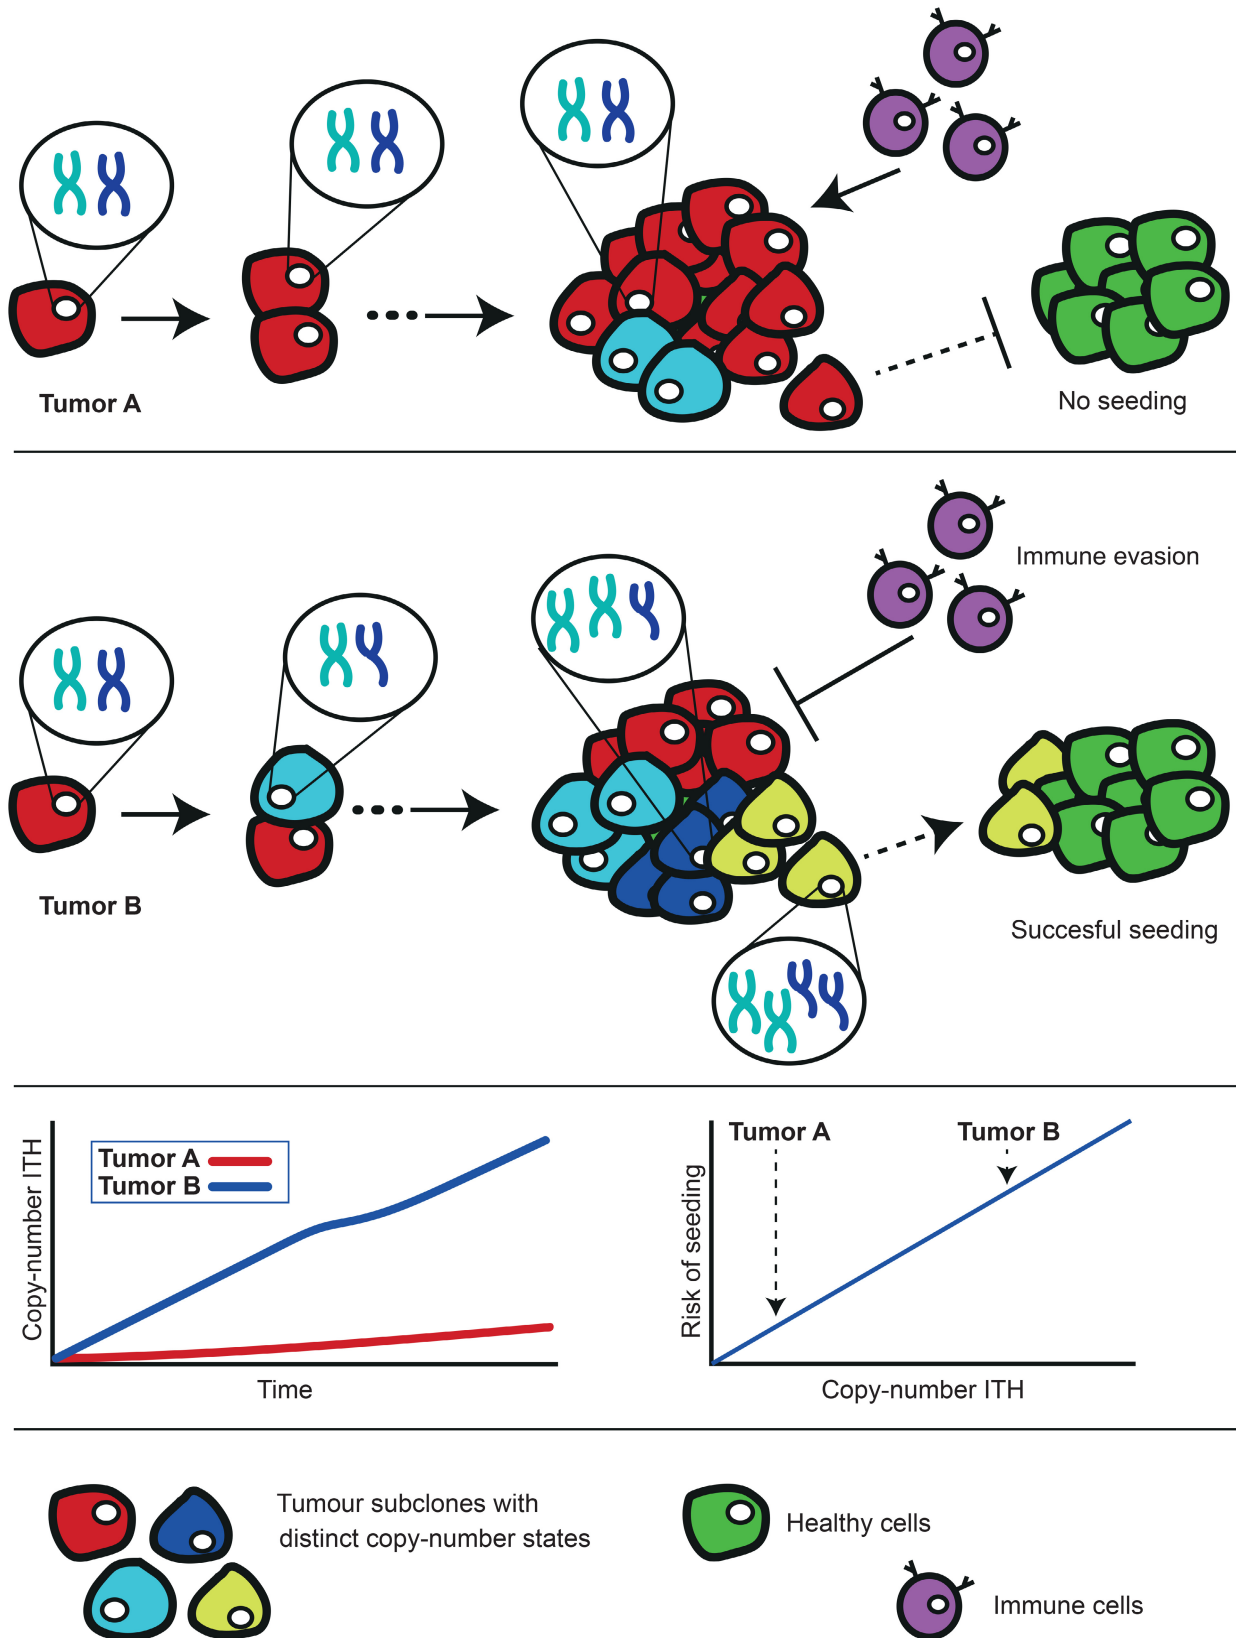 Tumor A
No seeding
Immune evasion
Tumor B
Succesful seeding
Copy-number ITH
Tumor A
Tumor B
Time
Risk of seeding
Tumor A
Tumor B
Copy-number ITH
Tumour subclones with
distinct copy-number states
Healthy cells
Immune cells